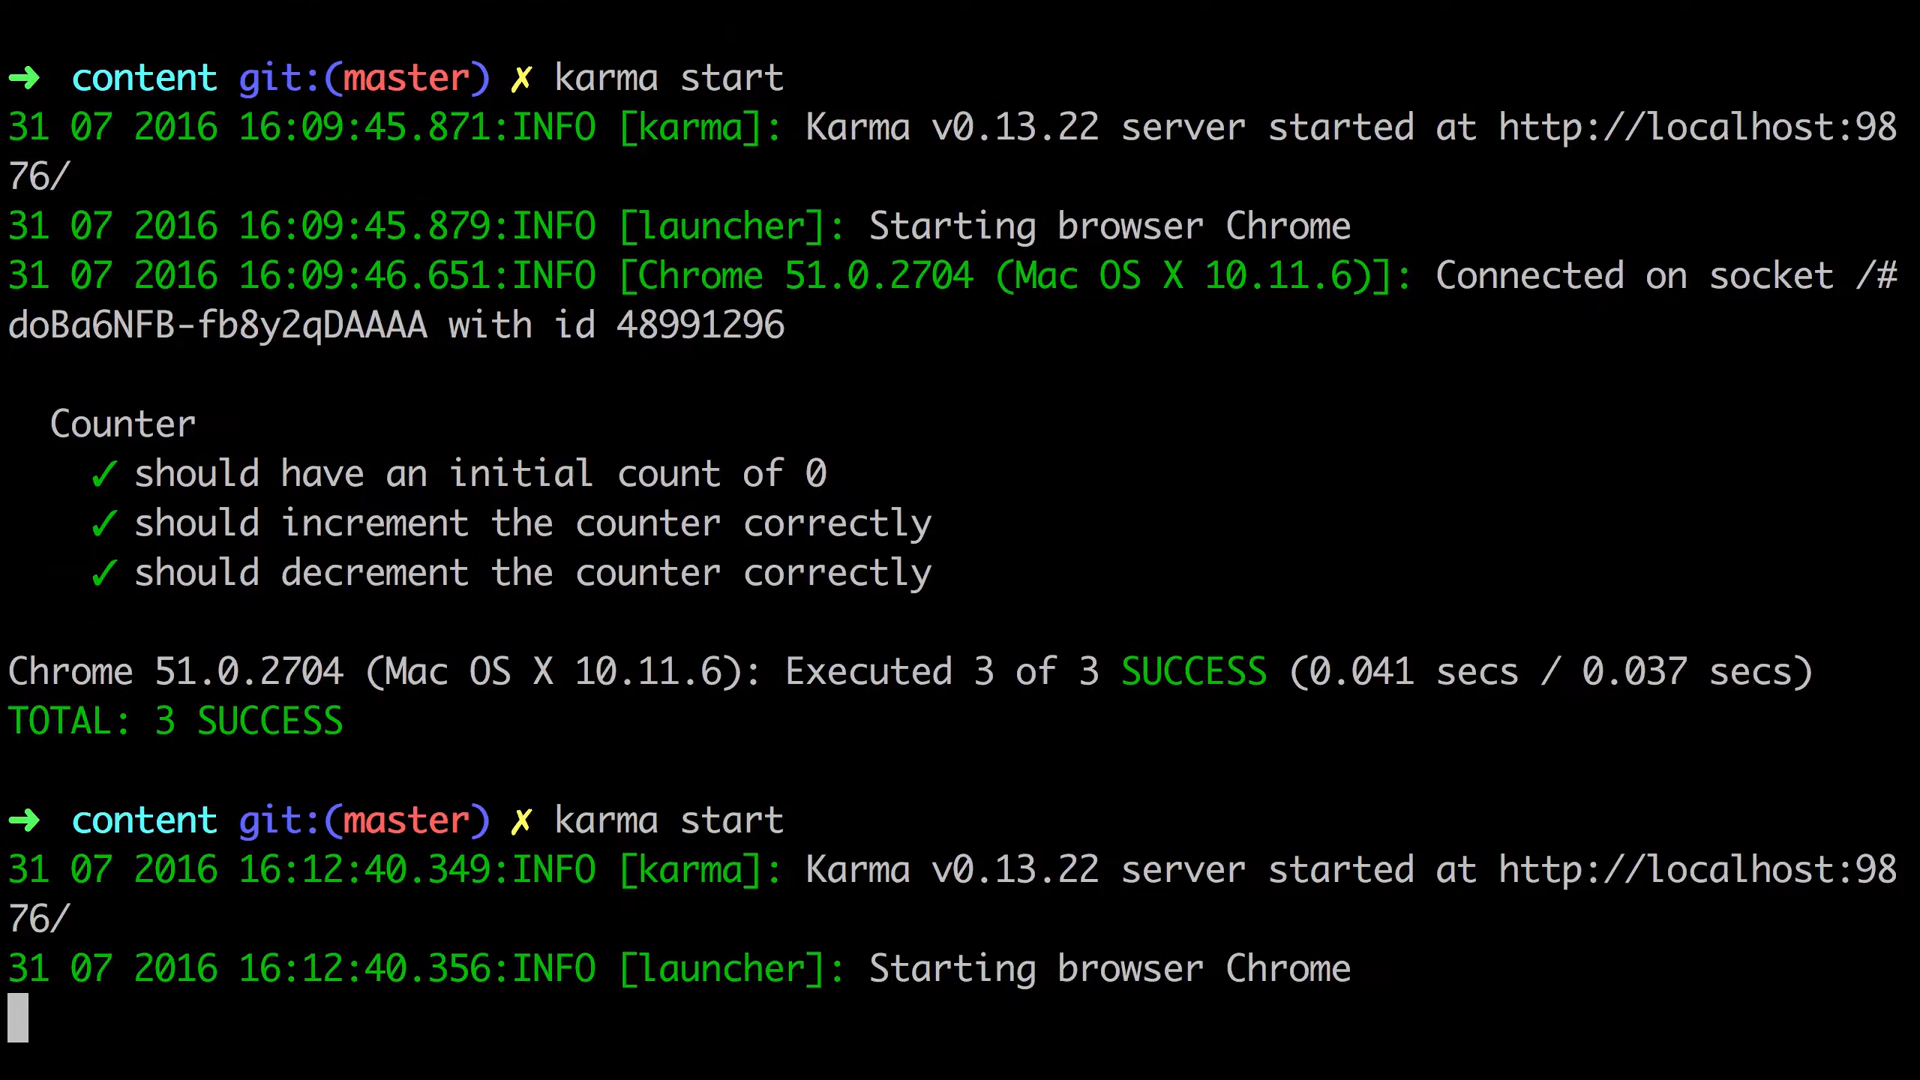 ➜  content git:(master) ✗ karma start
31 07 2016 16:09:45.871:INFO [karma]: Karma v0.13.22 server started at http://localhost:98
76/
31 07 2016 16:09:45.879:INFO [launcher]: Starting browser Chrome
31 07 2016 16:09:46.651:INFO [Chrome 51.0.2704 (Mac OS X 10.11.6)]: Connected on socket /#
doBa6NFB-fb8y2qDAAAA with id 48991296
Counter
✓ should have an initial count of 0
✓ should increment the counter correctly
✓ should decrement the counter correctly
Chrome 51.0.2704 (Mac OS X 10.11.6): Executed 3 of 3 SUCCESS (0.041 secs / 0.037 secs)
TOTAL: 3 SUCCESS
➜  content git:(master) ✗ karma start
31 07 2016 16:12:40.349:INFO [karma]: Karma v0.13.22 server started at http://localhost:98
76/
31 07 2016 16:12:40.356:INFO [launcher]: Starting browser Chrome